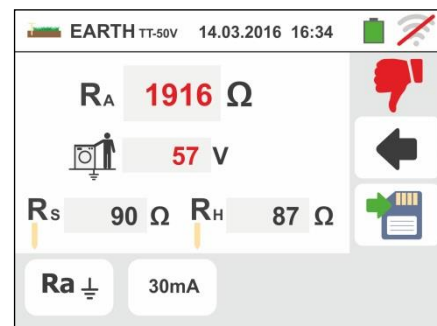 EARTH TT-50V 14.03.2016 16:34
RA 1916 Ω
57 V
RS 90 Ω RH 87 Ω
Ra 30mA